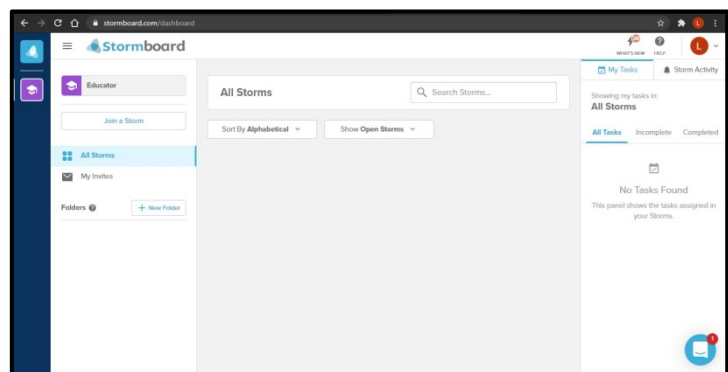 stormboard.com/dashboard
L
Stormboard
WHAT'S NEW
HELP
L
Educator
Join a Storm
All Storms
My Invites
Folders
+ New Folder
All Storms
Search Storms...
Sort By Alphabetical
Show Open Storms
My Tasks
Storm Activity
Showing my tasks in:
All Storms
All Tasks Incomplete Completed
No Tasks Found
This panel shows the tasks assigned in
your Storms.
1